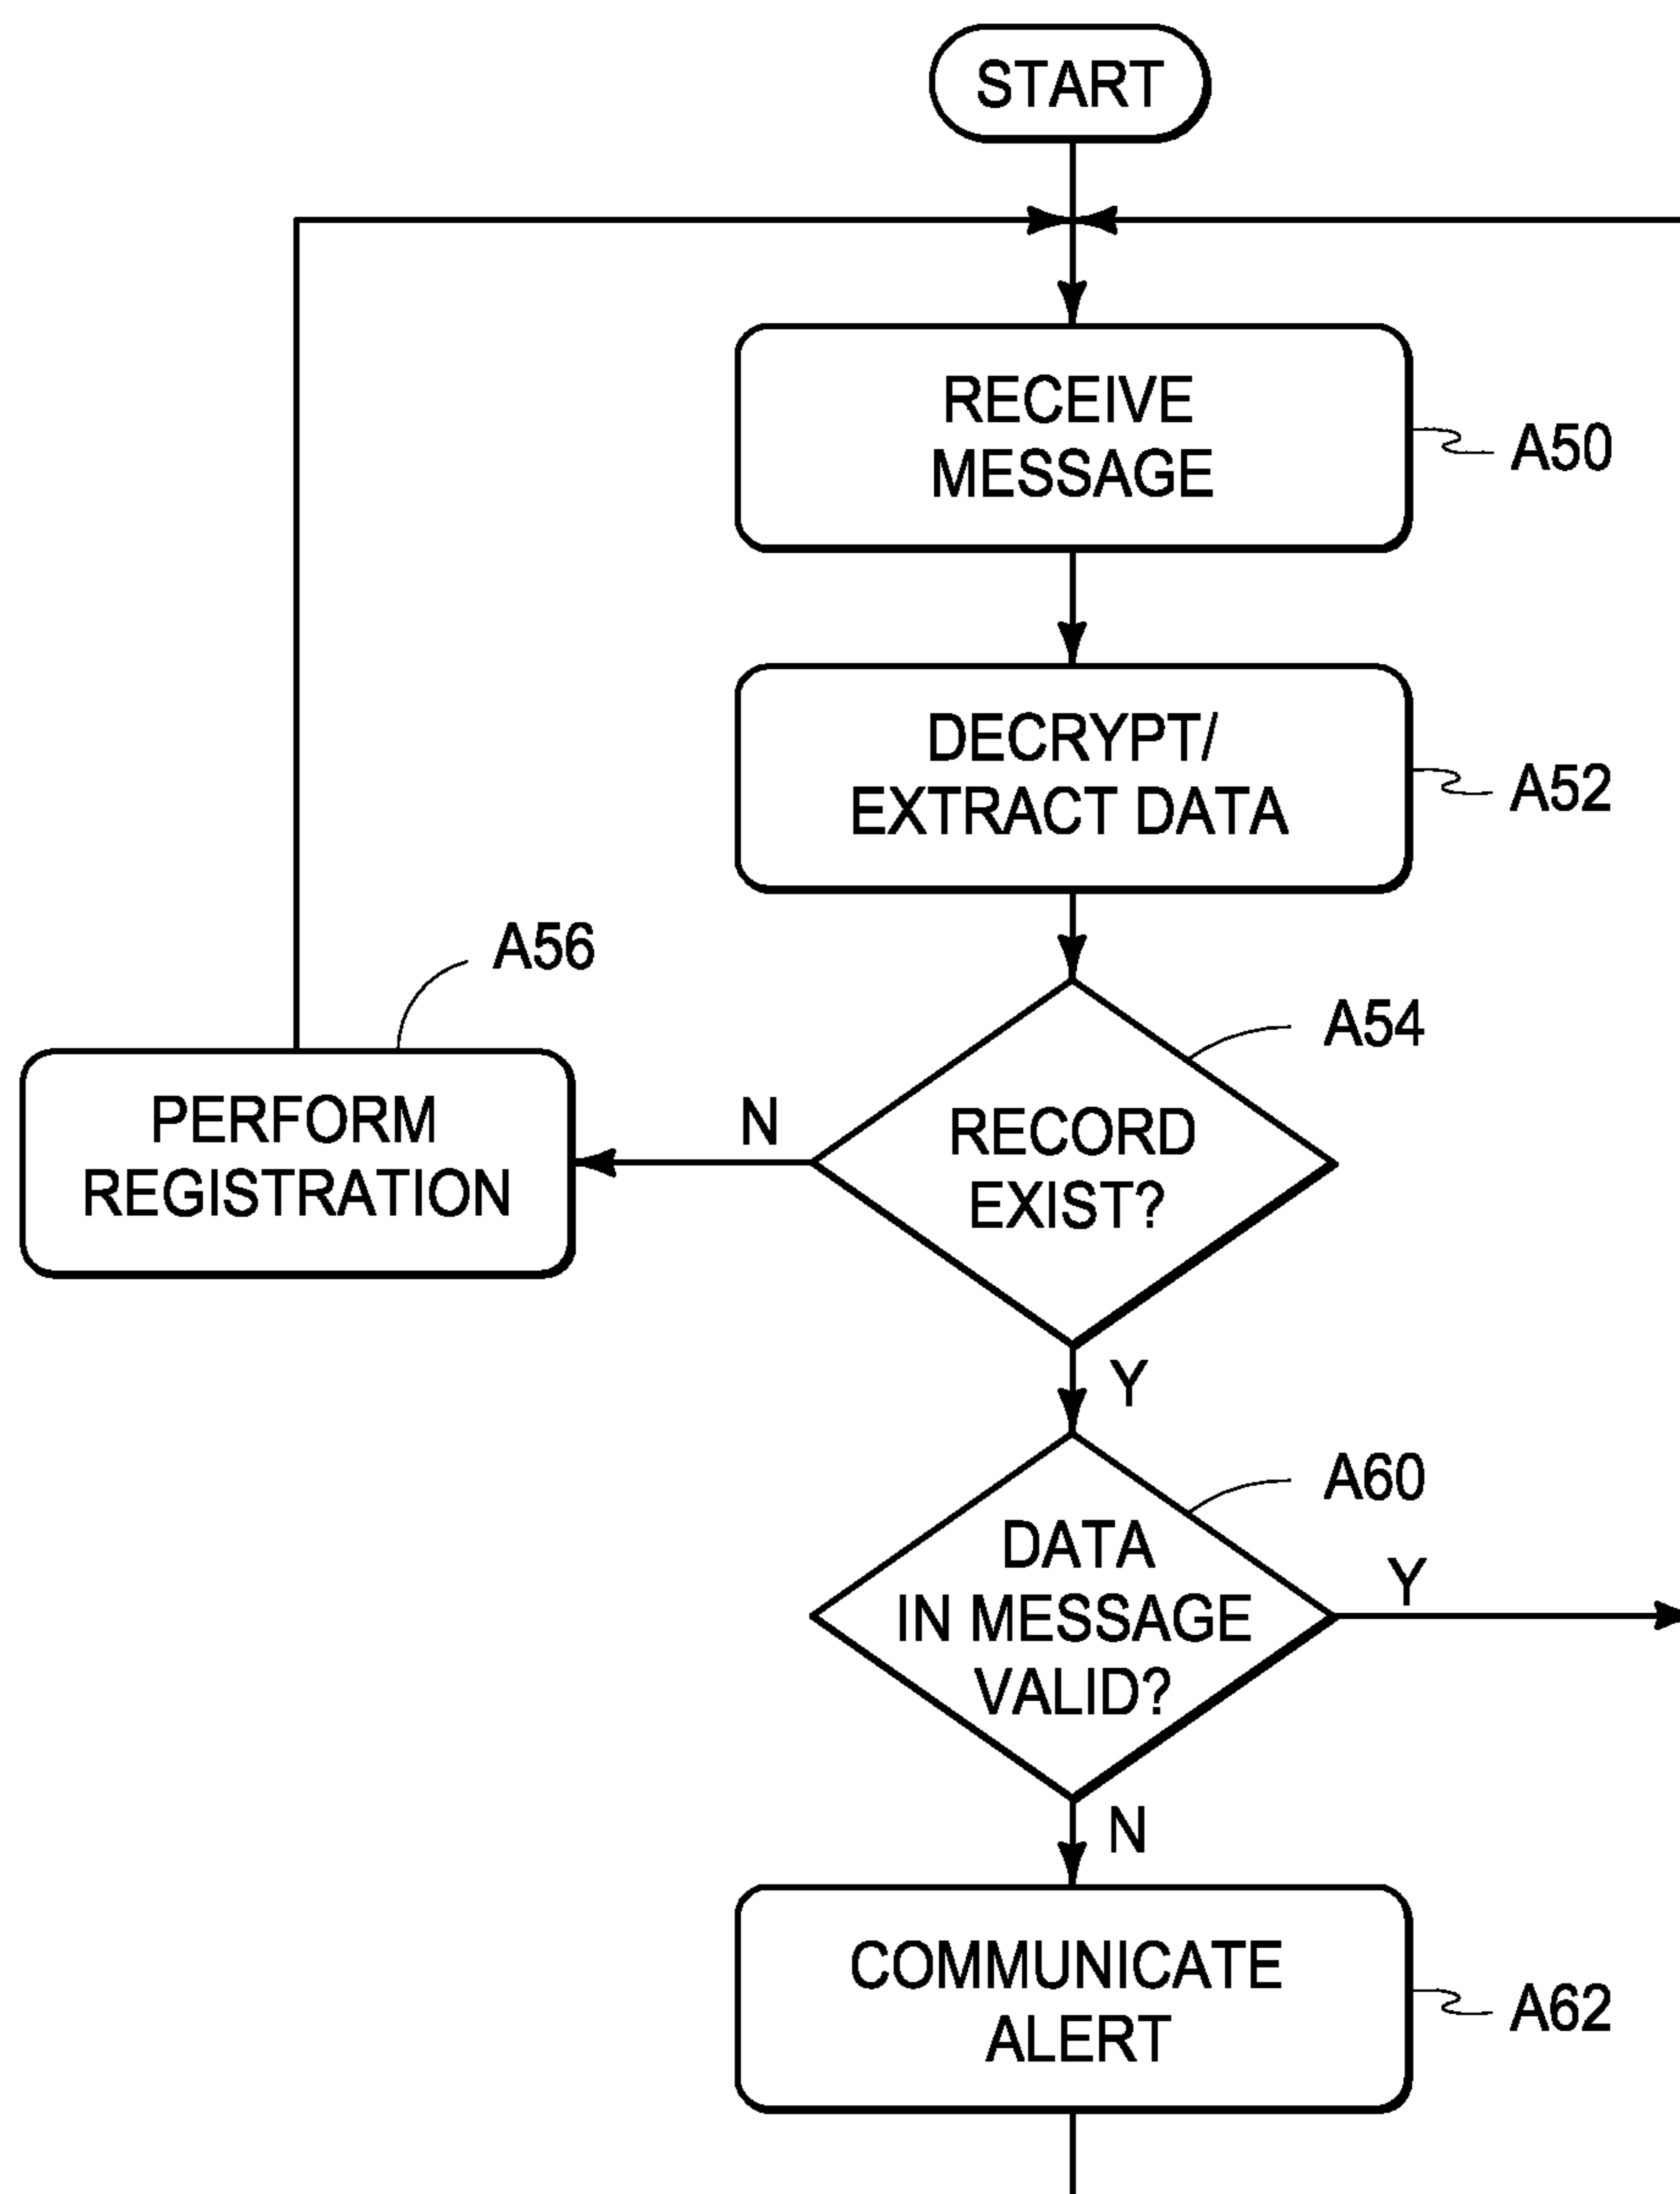 START
RECEIVE
MESSAGE
A50
DECRYPT/
EXTRACT DATA
A52
A56
PERFORM
REGISTRATION
N
A54
RECORD
EXIST?
Y
A60
DATA
IN MESSAGE
VALID?
Y
N
COMMUNICATE
ALERT
A62